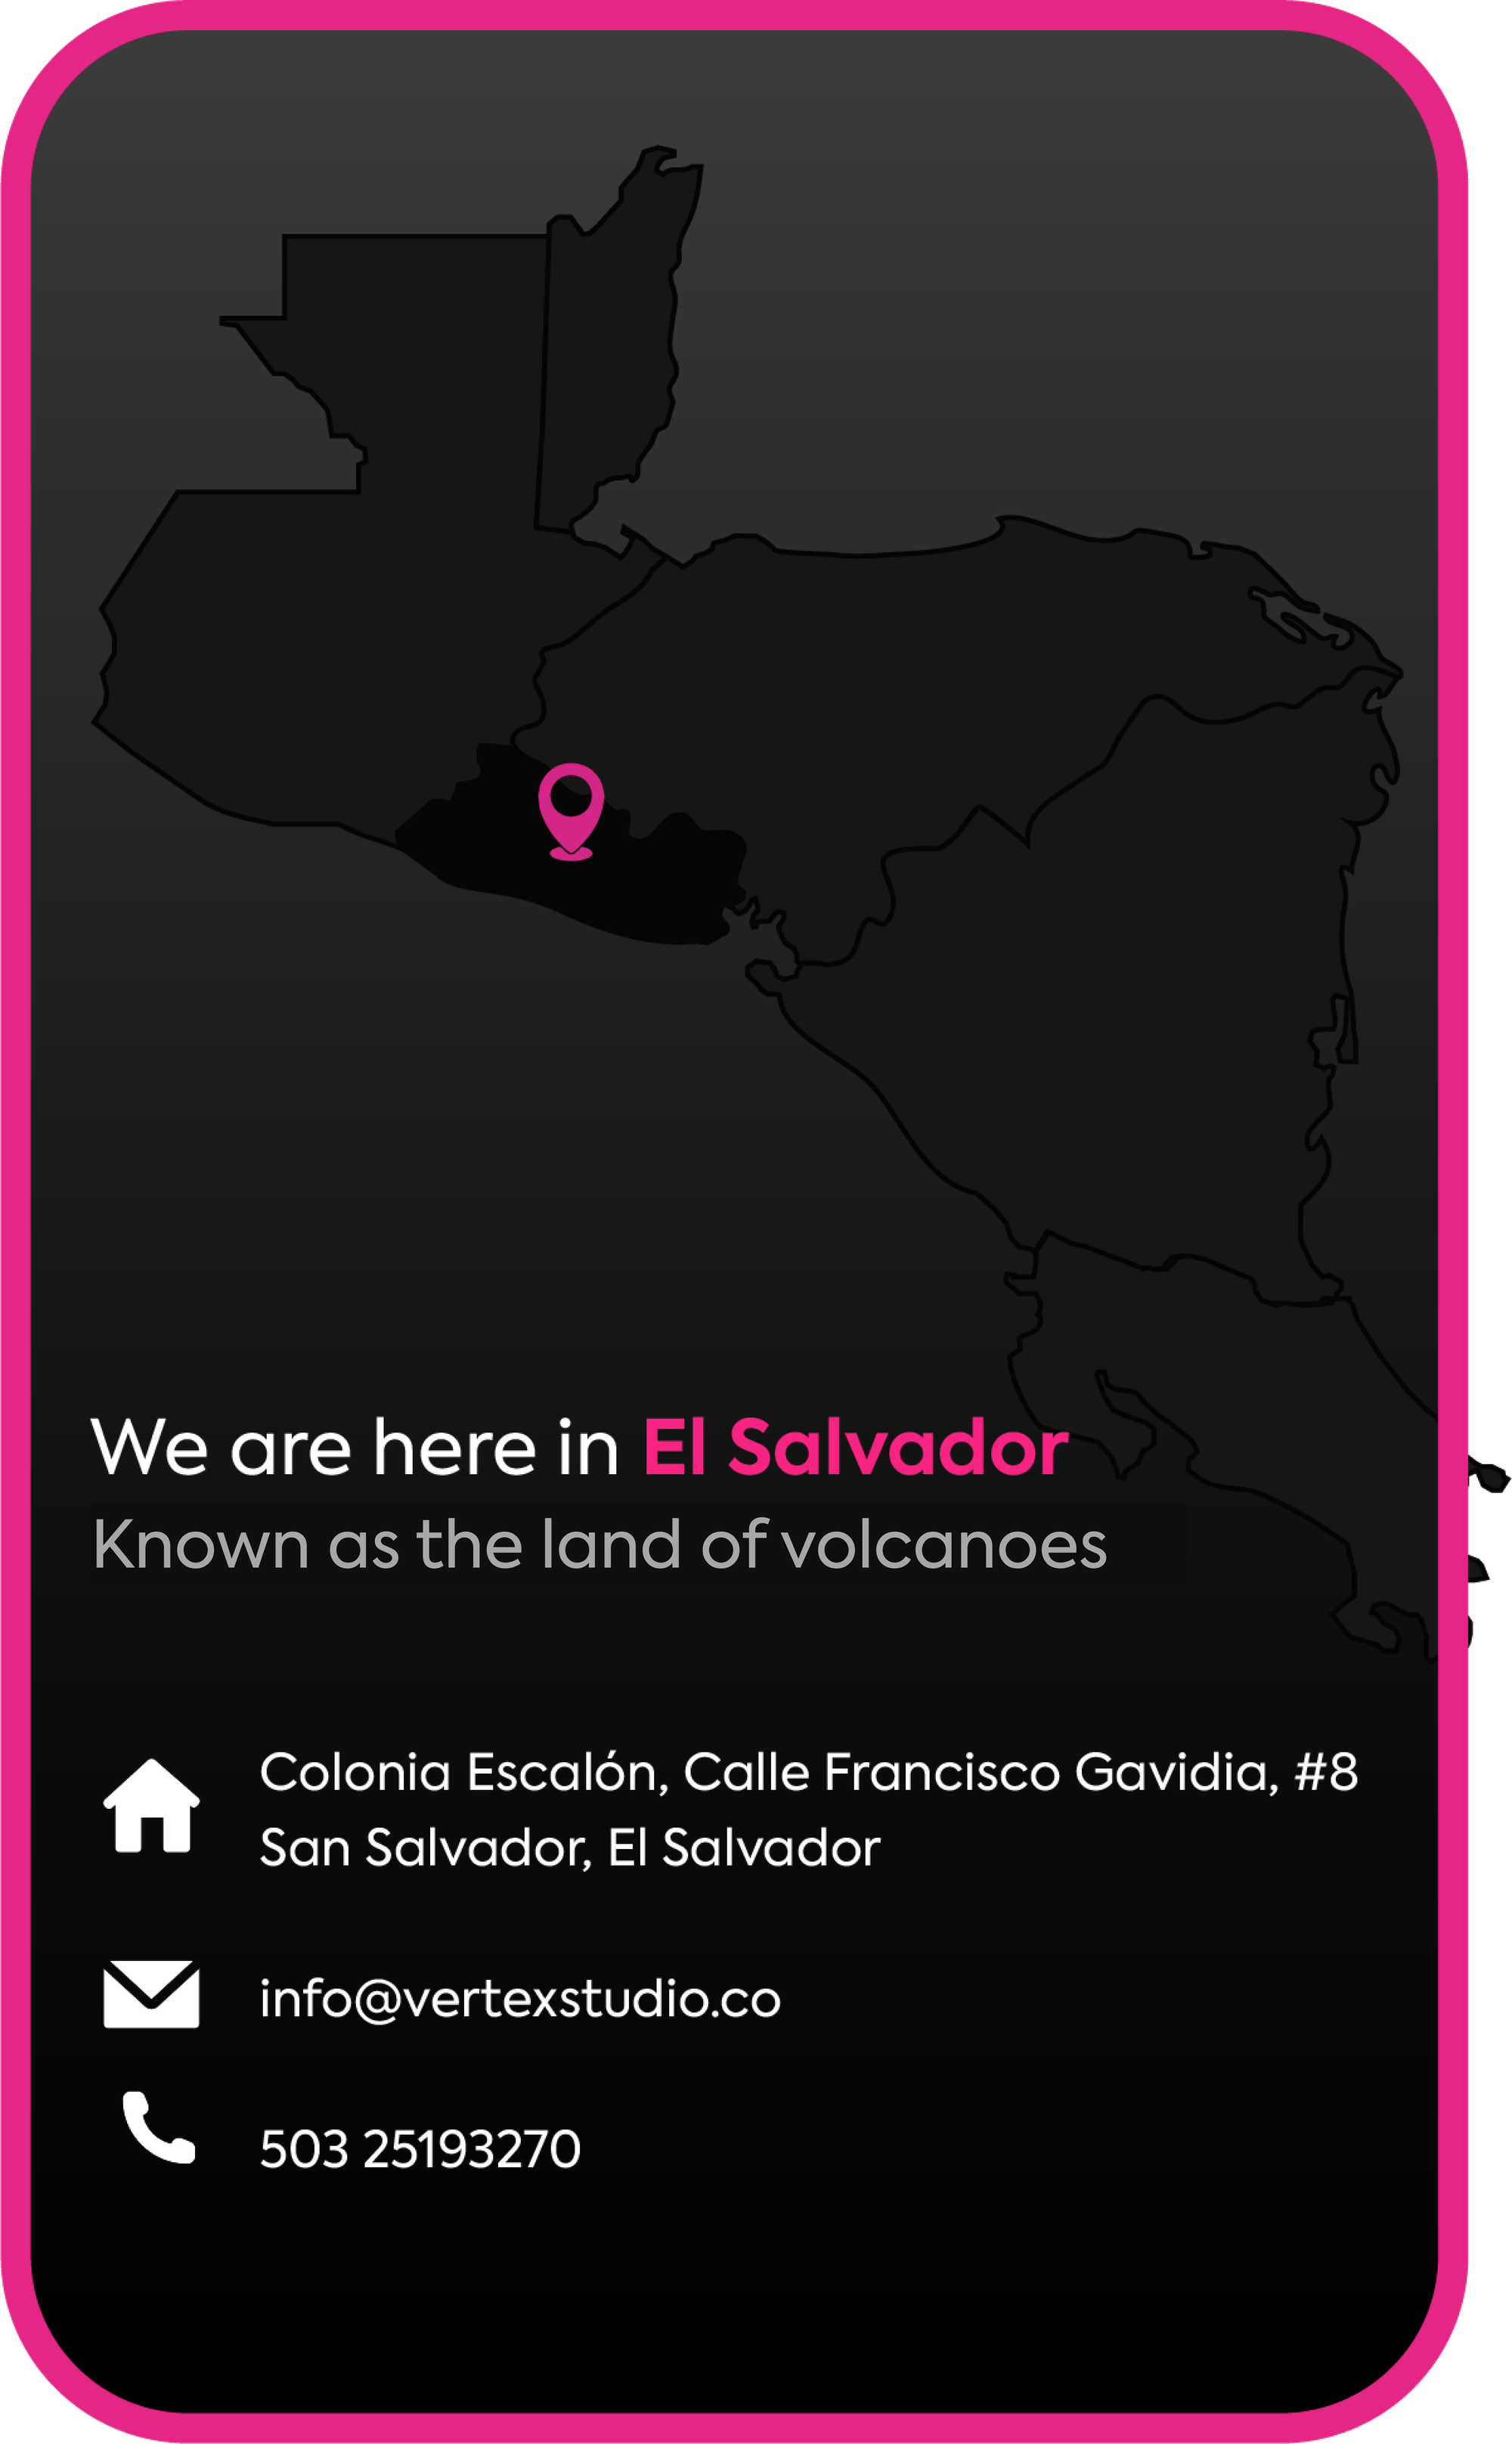 We are here in El Salvador
Known as the land of volcanoes
Colonia Escalón, Calle Francisco Gavidia, #8
San Salvador, El Salvador
info@vertexstudio.co
503 25193270